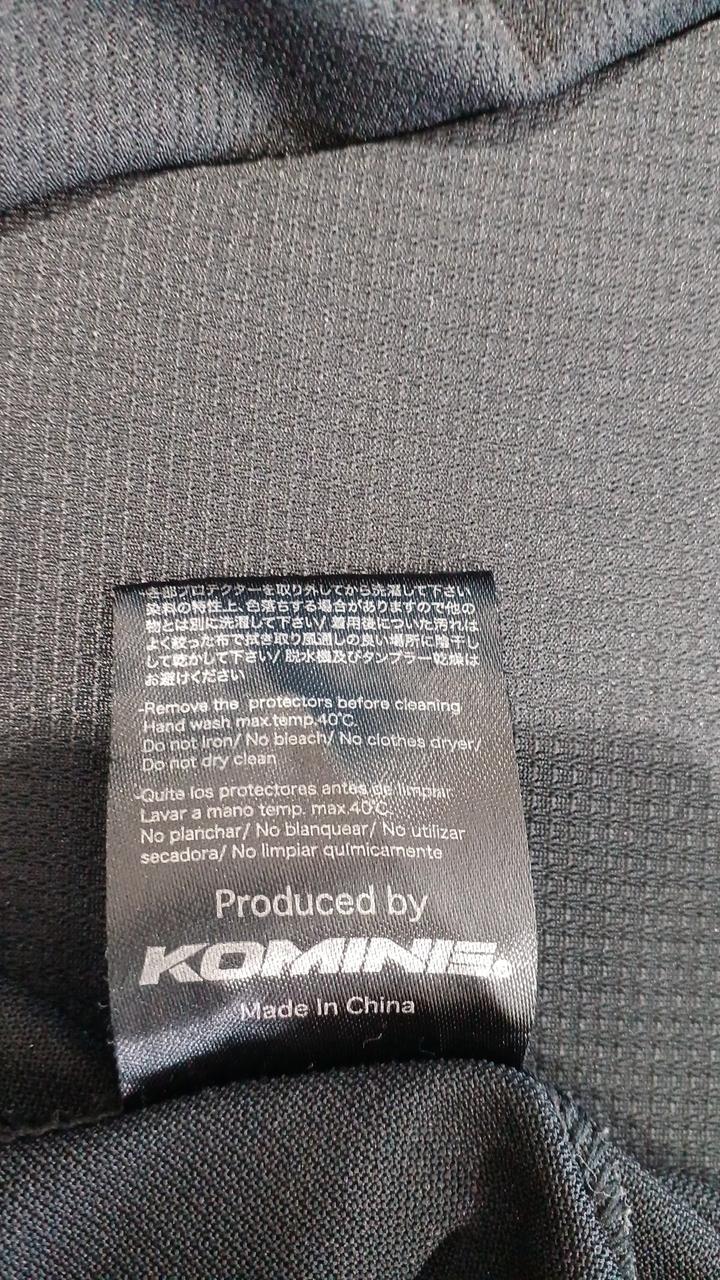 各部プロテクターを取り外してから洗濯して下さい
染料の特性上、色落ちする場合がありますので他の
物とは別に洗濯して下さい/ 着用後についた汚れは
よく絞った布で拭き取り風通しの良い場所に陰干し
して乾かして下さい/ 脱水機及びタンブラー乾燥は
お避けください
-Remove the protectors before cleaning
Hand wash max.temp.40℃.
Do not Iron/ No bleach/ No clothes dryer/
Do not dry clean
-Quite los protectores antes de limpiar
Lavar a mano temp. max.40℃.
No planchar/ No blanquear/ No utilizar
secadora/ No limpiar químicamente
Produced by
KOMINE®
Made In China